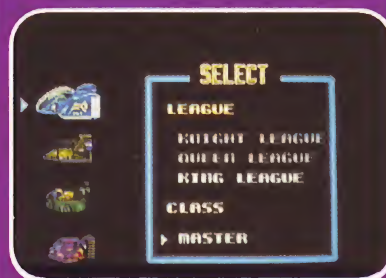 SELECT
LEAGUE
KNIGHT LEAGUE
QUEEN LEAGUE
KING LEAGUE
CLASS
MASTER